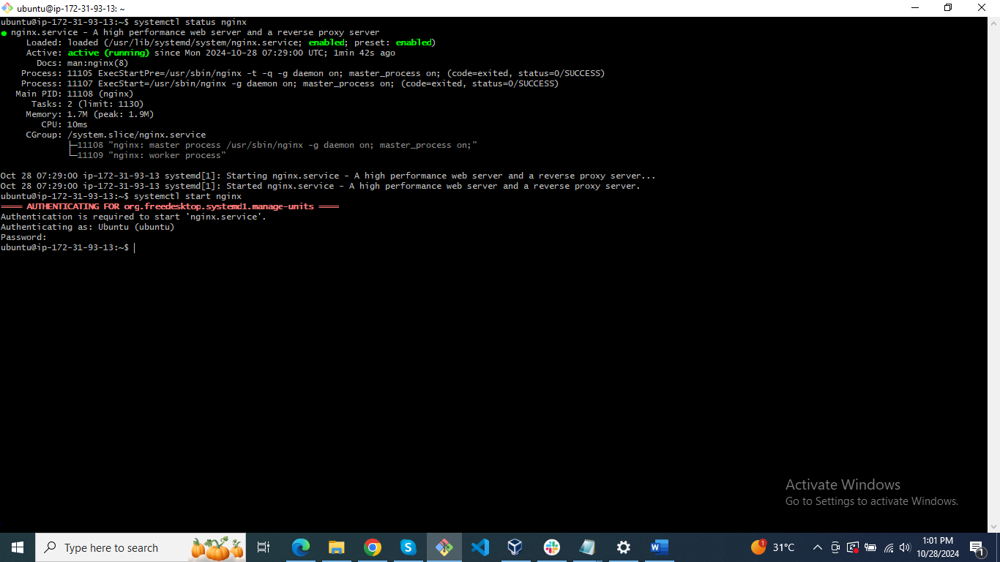 ubuntu@ip-172-31-93-13: ~
ubuntu@ip-172-31-93-13:~$ systemctl status nginx
● nginx.service - A high performance web server and a reverse proxy server
     Loaded: loaded (/usr/lib/systemd/system/nginx.service; enabled; preset: enabled)
     Active: active (running) since Mon 2024-10-28 07:29:00 UTC; 1min 42s ago
       Docs: man:nginx(8)
    Process: 11105 ExecStartPre=/usr/sbin/nginx -t -q -g daemon on; master_process on; (code=exited, status=0/SUCCESS)
    Process: 11107 ExecStart=/usr/sbin/nginx -g daemon on; master_process on; (code=exited, status=0/SUCCESS)
   Main PID: 11108 (nginx)
      Tasks: 2 (limit: 1130)
     Memory: 1.7M (peak: 1.9M)
        CPU: 10ms
     CGroup: /system.slice/nginx.service
             ├─11108 "nginx: master process /usr/sbin/nginx -g daemon on; master_process on;"
             └─11109 "nginx: worker process"
Oct 28 07:29:00 ip-172-31-93-13 systemd[1]: Starting nginx.service - A high performance web server and a reverse proxy server...
Oct 28 07:29:00 ip-172-31-93-13 systemd[1]: Started nginx.service - A high performance web server and a reverse proxy server.
ubuntu@ip-172-31-93-13:~$ systemctl start nginx
==== AUTHENTICATING FOR org.freedesktop.systemd1.manage-units ====
Authentication is required to start 'nginx.service'.
Authenticating as: Ubuntu (ubuntu)
Password:
ubuntu@ip-172-31-93-13:~$
Activate Windows
Go to Settings to activate Windows.
Type here to search
1
31°C
1:01 PM
10/28/2024
1